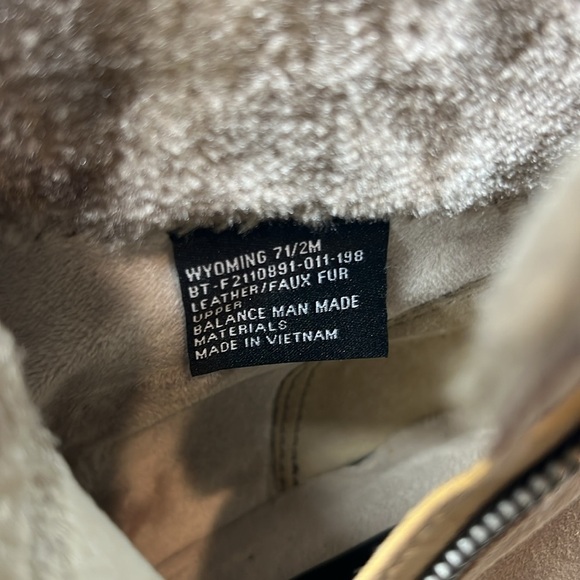 WYOMING 71/2M
BT-F2110891-011-198
LEATHER/FAUX FUR
UPPER
BALANCE MAN MADE
MATERIALS
MADE IN VIETNAM